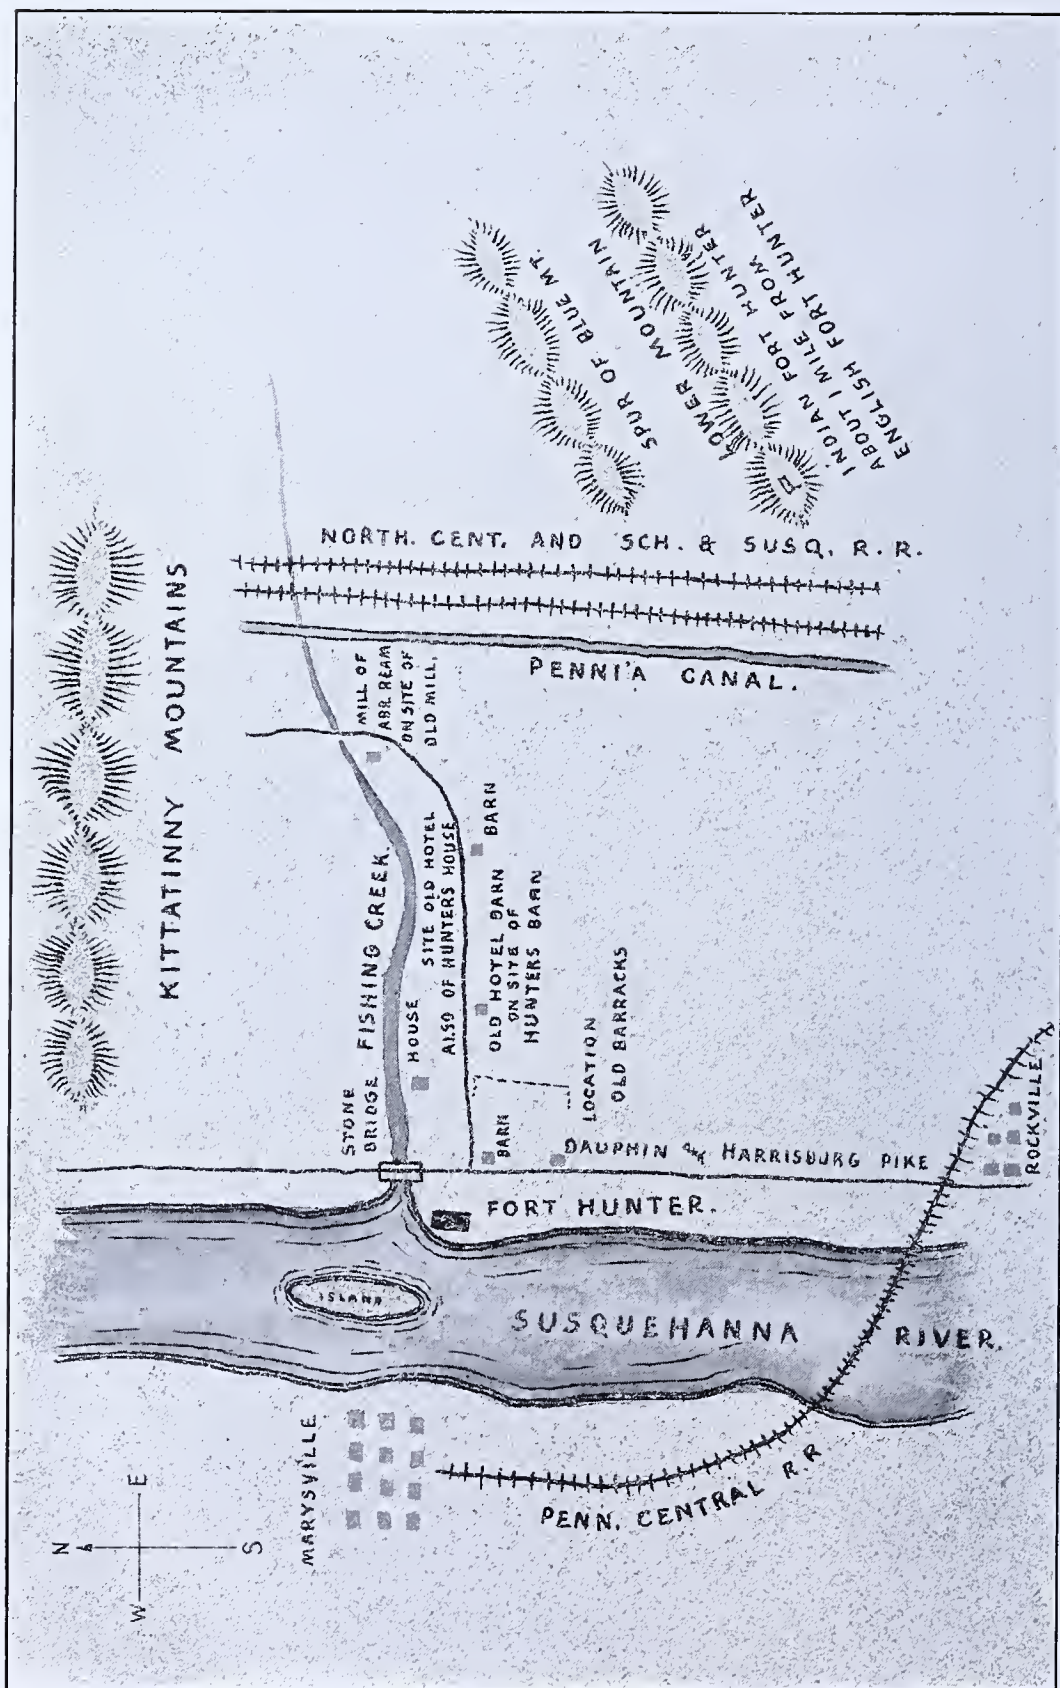 KITTATINNY MOUNTAINS
SPUR OF BLUE MT.
LOWER MOUNTAIN
INDIAN FORT HUNTER
ABOUT 1 MILE FROM
ENGLISH FORT HUNTER
NORTH. CENT. AND SCH. & SUSQ. R. R.
PENNI'A CANAL.
MILL OF
ABR. REAM
ON SITE OF
OLD MILL.
FISHING CREEK.
STONE
BRIDGE
HOUSE
SITE OLD HOTEL
ALSO OF HUNTER'S HOUSE
BARN
OLD HOTEL BARN
ON SITE OF
HUNTERS BARN
LOCATION
OLD BARRACKS
BARN
DAUPHIN and HARRISBURG PIKE
ROCKVILLE
FORT HUNTER.
ISLAND
SUSQUEHANNA RIVER.
MARYSVILLE
PENN. CENTRAL R.R
N
E
S
W